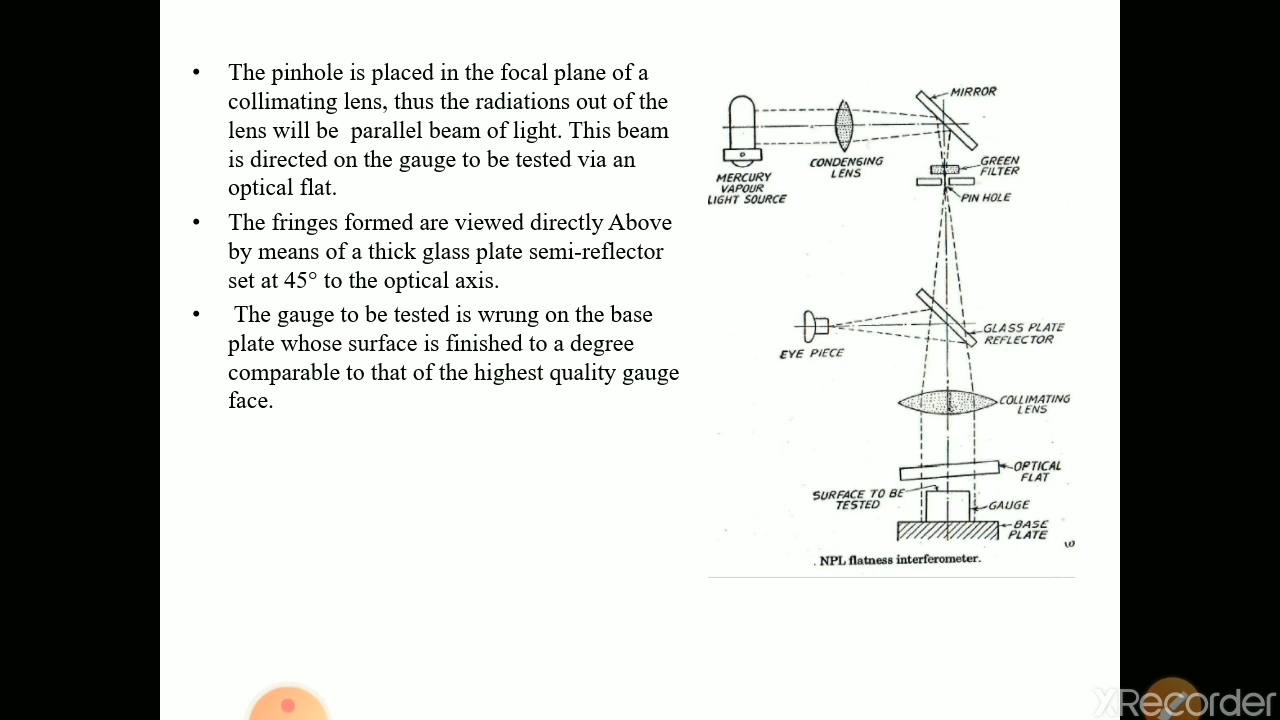 • The pinhole is placed in the focal plane of a
collimating lens, thus the radiations out of the
lens will be parallel beam of light. This beam
is directed on the gauge to be tested via an
optical flat.
• The fringes formed are viewed directly Above
by means of a thick glass plate semi-reflector
set at 45° to the optical axis.
• The gauge to be tested is wrung on the base
plate whose surface is finished to a degree
comparable to that of the highest quality gauge
face.
MIRROR
CONDENSING
LENS
GREEN
FILTER
MERCURY
VAPOUR
LIGHT SOURCE
PIN HOLE
GLASS PLATE
REFLECTOR
EYE PIECE
COLLIMATING
LENS
OPTICAL
FLAT
SURFACE TO BE
TESTED
GAUGE
BASE
PLATE
. NPL flatness interferometer.
XRecorder